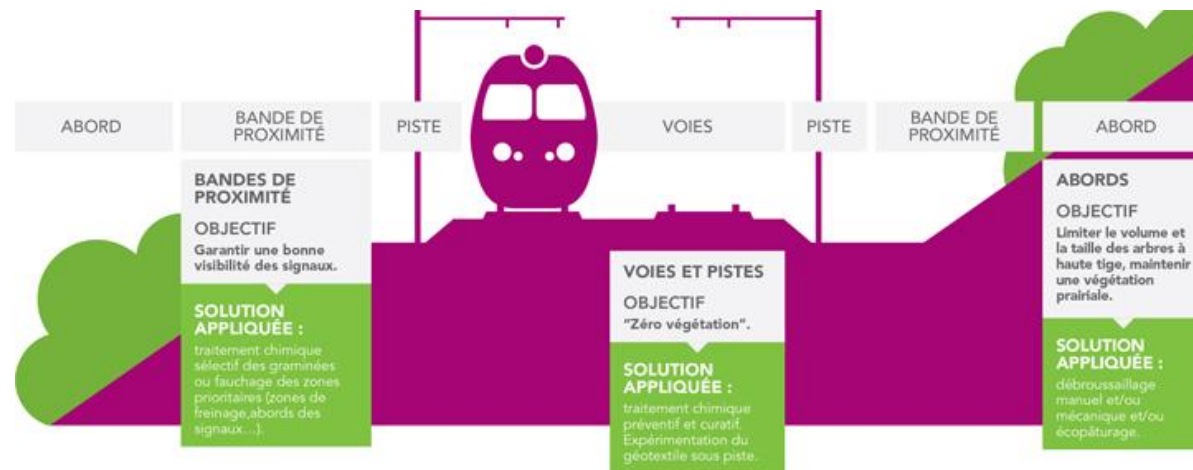 ABORD
BANDE DE
PROXIMITÉ
PISTE
VOIES
PISTE
BANDE DE
PROXIMITÉ
ABORD
BANDES DE
PROXIMITÉ
OBJECTIF
Garantir une bonne
visibilité des signaux.
SOLUTION
APPLIQUÉE :
traitement chimique
sélectif des graminées
ou fauchage des zones
prioritaires (zones de
freinage,abords des
signaux...).
VOIES ET PISTES
OBJECTIF
"Zéro végétation".
SOLUTION
APPLIQUÉE :
traitement chimique
préventif et curatif.
Expérimentation du
géotextile sous piste.
ABORDS
OBJECTIF
Limiter le volume et
la taille des arbres à
haute tige, maintenir
une végétation
prairiale.
SOLUTION
APPLIQUÉE :
débroussaillage
manuel et/ou
mécanique et/ou
écopâturage.